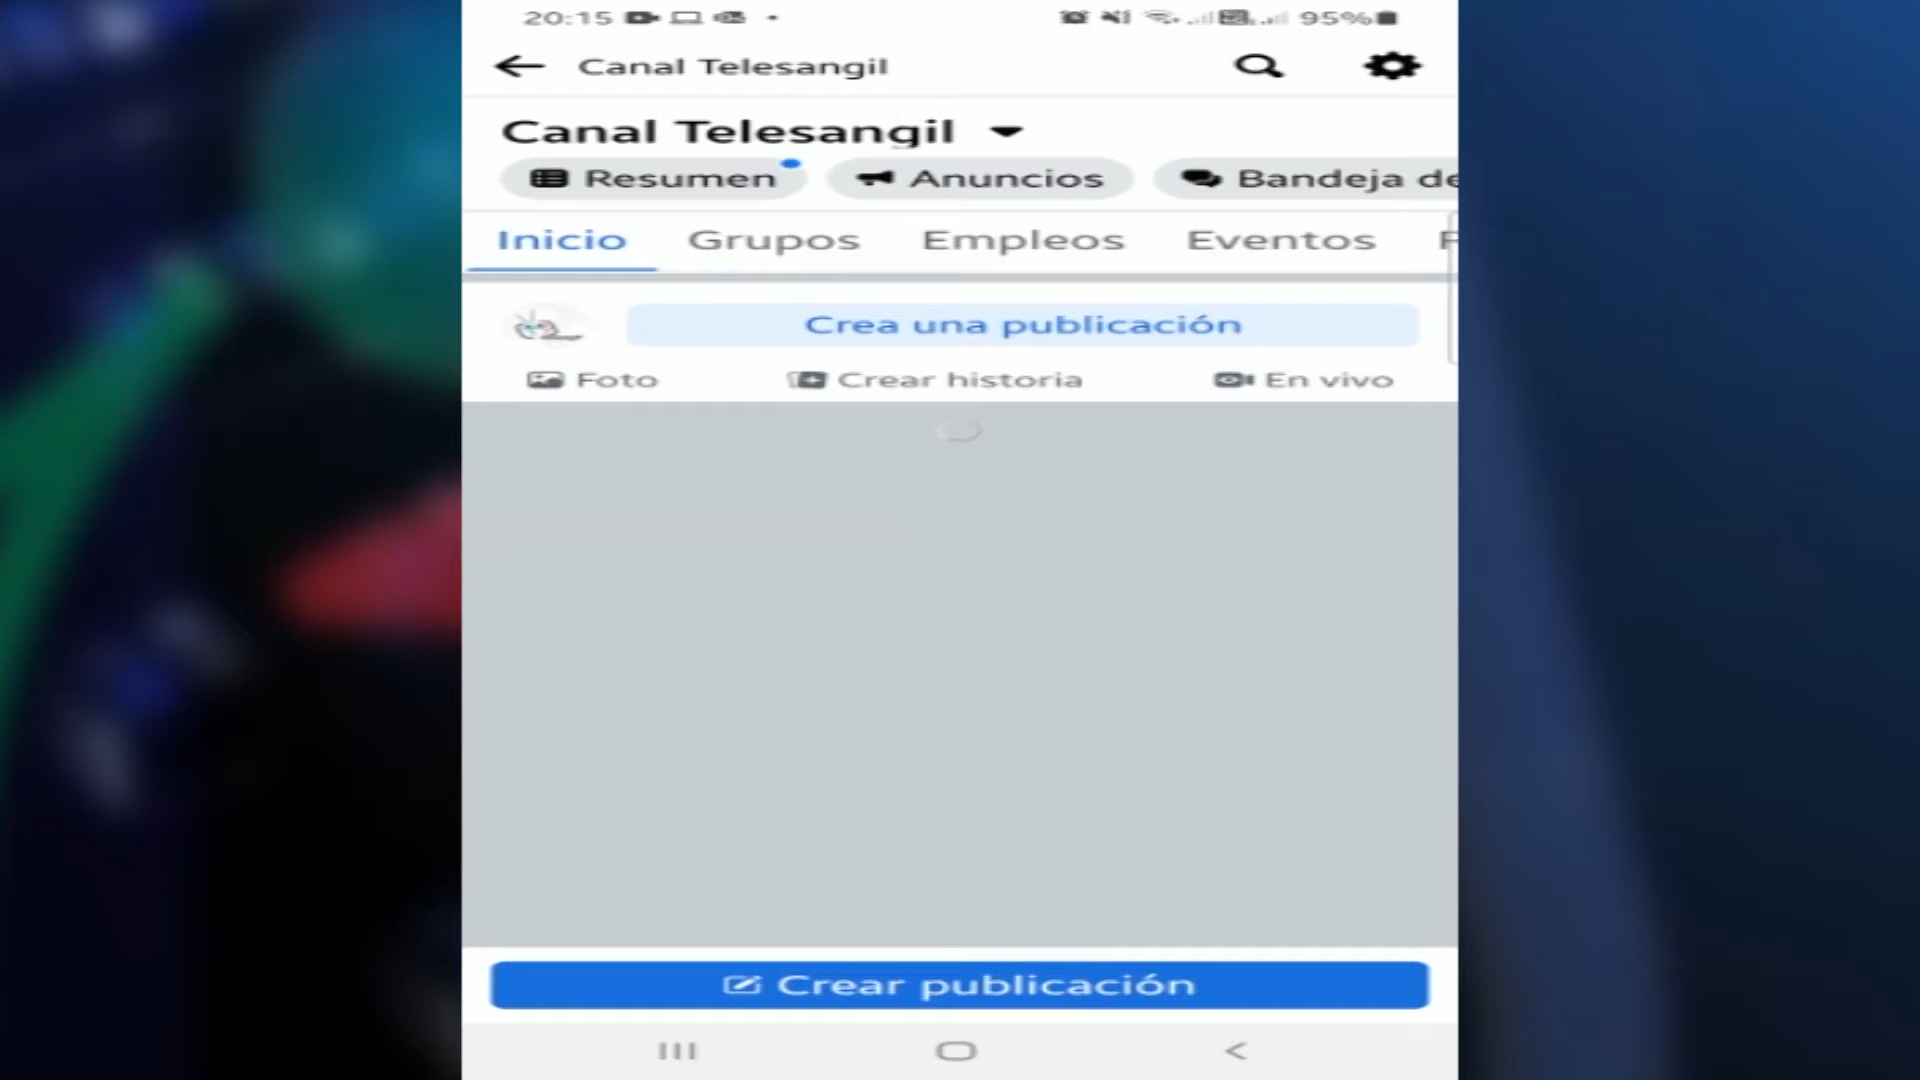 20:15 95%
Canal Telesangil
Canal Telesangil
Resumen Anuncios Bandeja de
Inicio Grupos Empleos Eventos
Crea una publicación
Foto Crear historia En vivo
Crear publicación